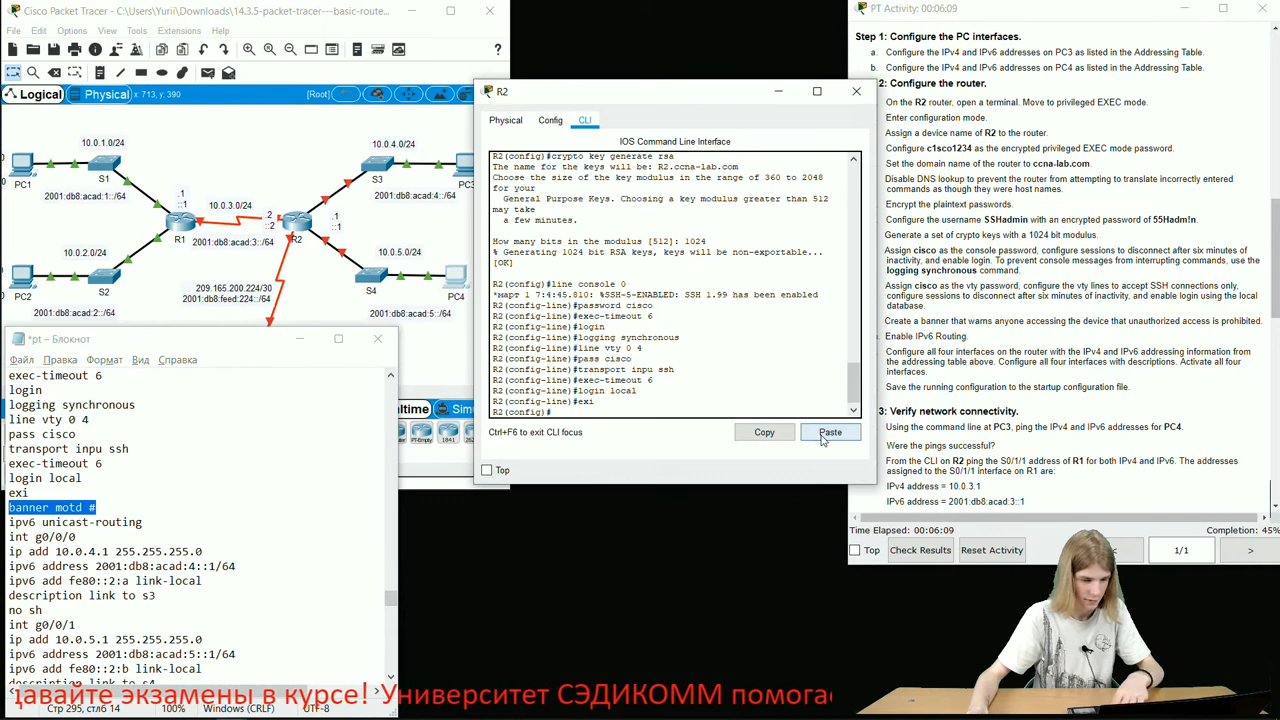 Cisco Packet Tracer - C:\Users\Yurii\Downloads\14.3.5-packet-tracer---basic-route
File Edit Options View Tools Extensions Help
Logical Physical x: 713, y: 390 [Root]
10.0.1.0/24
10.0.4.0/24
PC1 S1 S3 PC3
2001:db8:acad:1::/64
2001:db8:acad:4::/64
.1
::1
10.0.3.0/24
.2
::2
.1
::1
R1 R2
2001:db8:acad:3::/64
10.0.2.0/24
10.0.5.0/24
PC2 S2 S4 PC4
209.165.200.224/30
2001:db8:feed:224::/64
2001:db8:acad:2::/64
2001:db8:acad:5::/64
altime Simu
PT-Empty 1841
R2
Physical Config CLI
IOS Command Line Interface
R2(config)#crypto key generate rsa
The name for the keys will be: R2.ccna-lab.com
Choose the size of the key modulus in the range of 360 to 2048
for your
General Purpose Keys. Choosing a key modulus greater than 512
may take
a few minutes.
How many bits in the modulus [512]: 1024
% Generating 1024 bit RSA keys, keys will be non-exportable...
[OK]
R2(config)#line console 0
*март 1 7:4:45.810: %SSH-5-ENABLED: SSH 1.99 has been enabled
R2(config-line)#password cisco
R2(config-line)#exec-timeout 6
R2(config-line)#login
R2(config-line)#logging synchronous
R2(config-line)#line vty 0 4
R2(config-line)#pass cisco
R2(config-line)#transport inpu ssh
R2(config-line)#exec-timeout 6
R2(config-line)#login local
R2(config-line)#exi
R2(config)#
Ctrl+F6 to exit CLI focus Copy Paste
Top
*pt – Блокнот
Файл Правка Формат Вид Справка
exec-timeout 6
login
logging synchronous
line vty 0 4
pass cisco
transport inpu ssh
exec-timeout 6
login local
exi
banner motd #
ipv6 unicast-routing
int g0/0/0
ip add 10.0.4.1 255.255.255.0
ipv6 address 2001:db8:acad:4::1/64
ipv6 add fe80::2:a link-local
description link to s3
no sh
int g0/0/1
ip add 10.0.5.1 255.255.255.0
ipv6 address 2001:db8:acad:5::1/64
ipv6 add fe80::2:b link-local
description link to s4
Стр 295, стлб 14 100% Windows (CRLF) UTF-8
PT Activity: 00:06:09
Step 1: Configure the PC interfaces.
a. Configure the IPv4 and IPv6 addresses on PC3 as listed in the Addressing Table.
b. Configure the IPv4 and IPv6 addresses on PC4 as listed in the Addressing Table.
2: Configure the router.
On the R2 router, open a terminal. Move to privileged EXEC mode.
Enter configuration mode.
Assign a device name of R2 to the router.
Configure c1sco1234 as the encrypted privileged EXEC mode password.
Set the domain name of the router to ccna-lab.com.
Disable DNS lookup to prevent the router from attempting to translate incorrectly entered
commands as though they were host names.
Encrypt the plaintext passwords.
Configure the username SSHadmin with an encrypted password of 55Hadm!n.
Generate a set of crypto keys with a 1024 bit modulus.
Assign cisco as the console password, configure sessions to disconnect after six minutes of
inactivity, and enable login. To prevent console messages from interrupting commands, use the
logging synchronous command.
Assign cisco as the vty password, configure the vty lines to accept SSH connections only,
configure sessions to disconnect after six minutes of inactivity, and enable login using the local
database.
Create a banner that warns anyone accessing the device that unauthorized access is prohibited.
Enable IPv6 Routing.
Configure all four interfaces on the router with the IPv4 and IPv6 addressing information from
the addressing table above. Configure all four interfaces with descriptions. Activate all four
interfaces.
Save the running configuration to the startup configuration file.
3: Verify network connectivity.
Using the command line at PC3, ping the IPv4 and IPv6 addresses for PC4.
Were the pings successful?
From the CLI on R2 ping the S0/1/1 address of R1 for both IPv4 and IPv6. The addresses
assigned to the S0/1/1 interface on R1 are:
IPv4 address = 10.0.3.1
IPv6 address = 2001:db8:acad:3::1
Time Elapsed: 00:06:09 Completion: 45%
Top Check Results Reset Activity < 1/1 >
давайте экзамены в курсе! Университет СЭДИКОММ помога